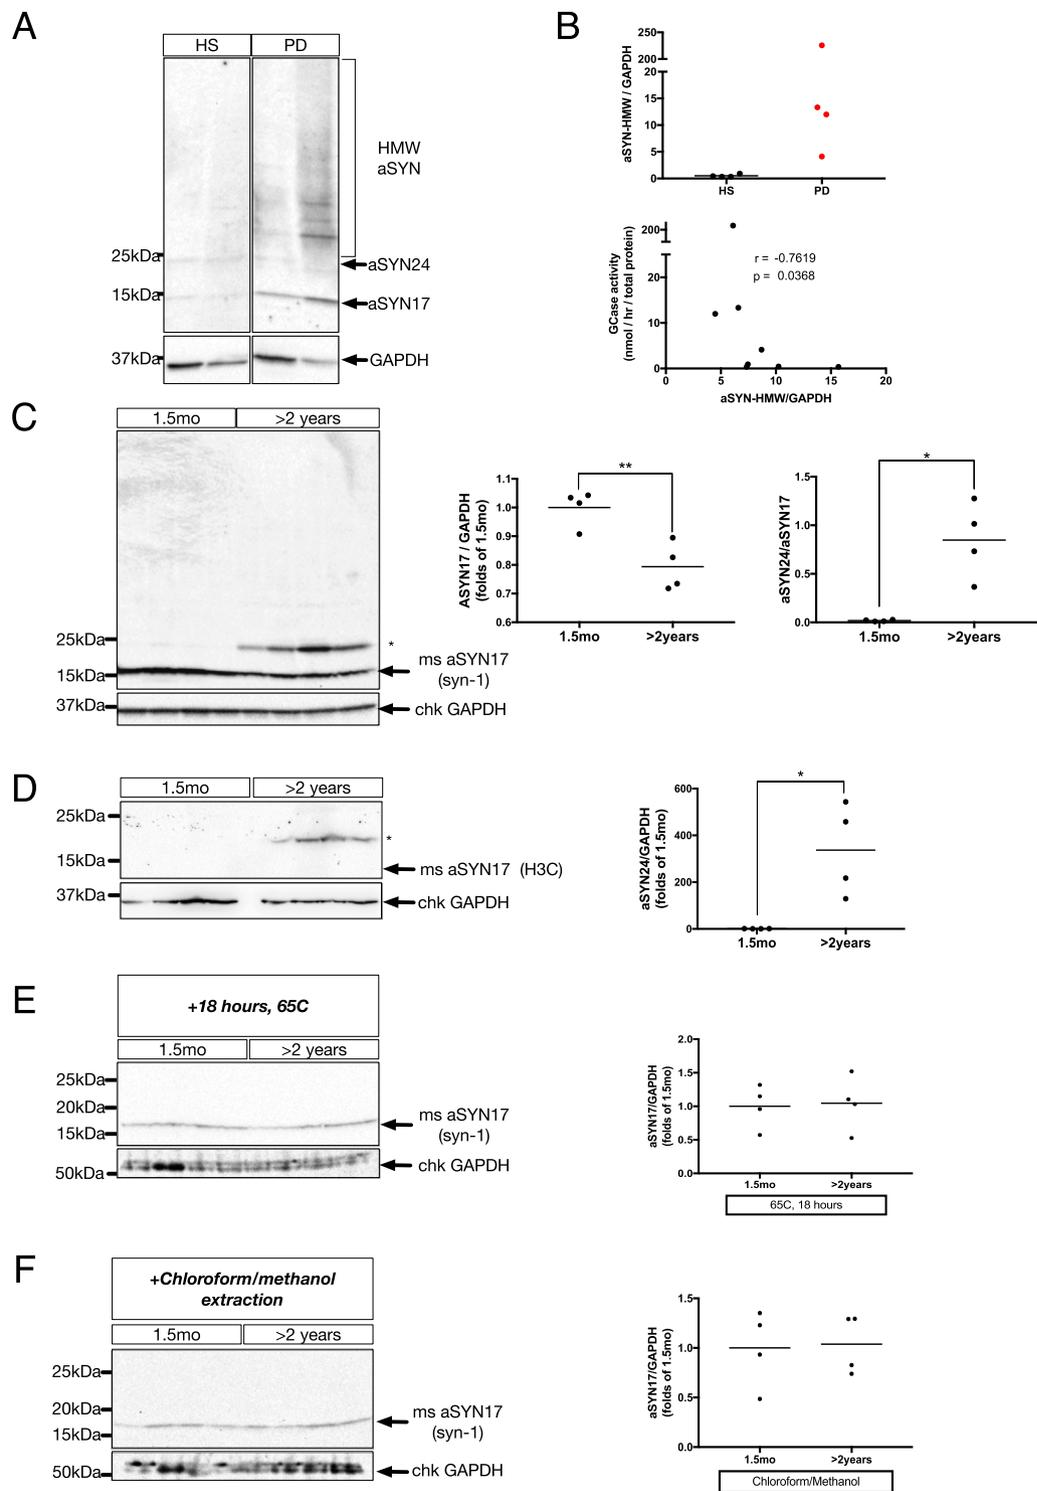 A
HS PD
HMW
aSYN
25kDa
aSYN24
15kDa
aSYN17
37kDa
GAPDH
B
aSYN-HMW / GAPDH
250
200
20
15
10
5
0
HS PD
GCase activity
(nmol / hr / total protein)
200
20
10
0
r = -0.7619
p = 0.0368
0 5 10 15 20
aSYN-HMW/GAPDH
C
1.5mo >2 years
25kDa
*
ms aSYN17
(syn-1)
15kDa
37kDa
chk GAPDH
ASYN17 / GAPDH
(folds of 1.5mo)
1.1
1.0
0.9
0.8
0.7
0.6
**
1.5mo >2years
aSYN24/aSYN17
1.5
1.0
0.5
0.0
*
1.5mo >2years
D
1.5mo >2 years
25kDa
*
15kDa
ms aSYN17 (H3C)
37kDa
chk GAPDH
aSYN24/GAPDH
(folds of 1.5mo)
600
400
200
0
*
1.5mo >2years
E
+18 hours, 65C
1.5mo >2 years
25kDa
20kDa
15kDa
ms aSYN17
(syn-1)
50kDa
chk GAPDH
aSYN17/GAPDH
(folds of 1.5mo)
2.0
1.5
1.0
0.5
0.0
1.5mo >2years
65C, 18 hours
F
+Chloroform/methanol
extraction
1.5mo >2 years
25kDa
20kDa
15kDa
ms aSYN17
(syn-1)
50kDa
chk GAPDH
aSYN17/GAPDH
(folds of 1.5mo)
1.5
1.0
0.5
0.0
1.5mo >2years
Chloroform/Methanol